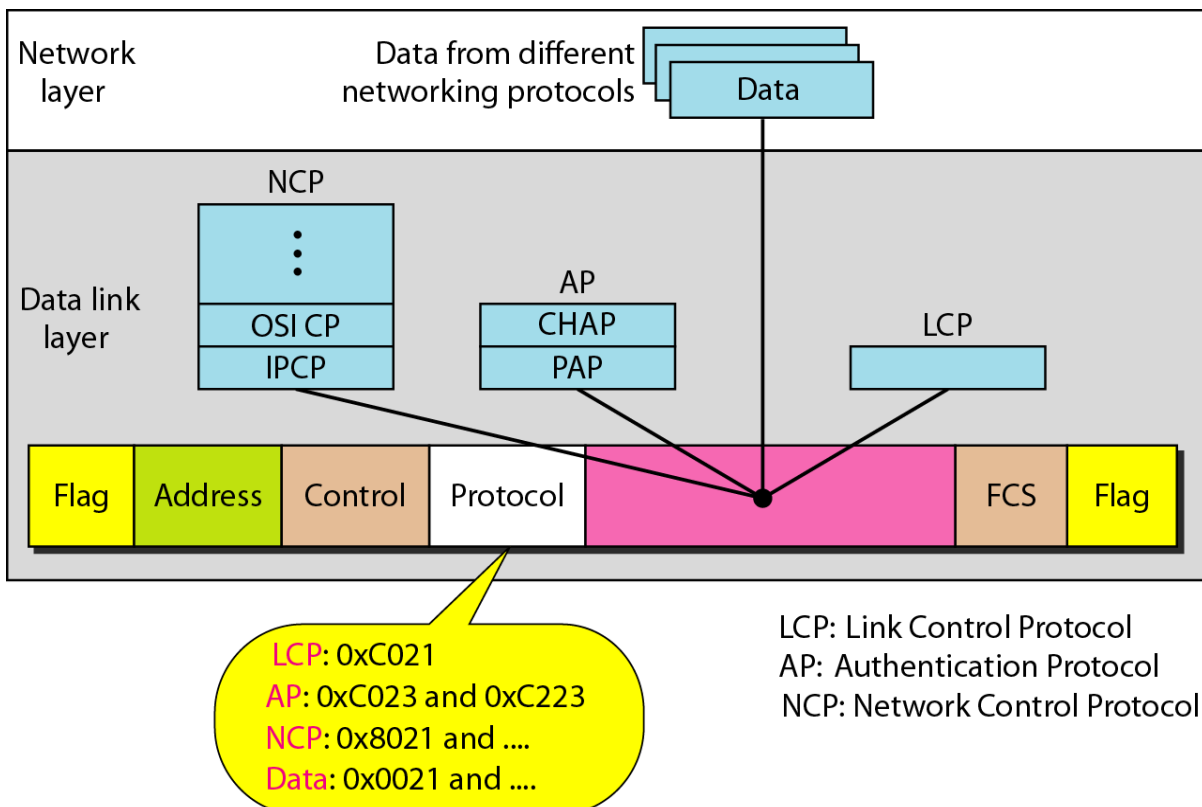 Network
layer
Data from different
networking protocols
Data
NCP
OSI CP
IPCP
Data link
layer
AP
CHAP
PAP
LCP
Flag
Address
Control
Protocol
FCS
Flag
LCP: 0xC021
AP: 0xC023 and 0xC223
NCP: 0x8021 and ....
Data: 0x0021 and ....
LCP: Link Control Protocol
AP: Authentication Protocol
NCP: Network Control Protocol